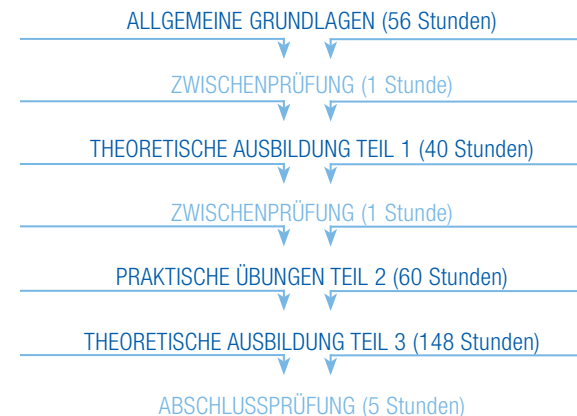 ALLGEMEINE GRUNDLAGEN (56 Stunden)
ZWISCHENPRÜFUNG (1 Stunde)
THEORETISCHE AUSBILDUNG TEIL 1 (40 Stunden)
ZWISCHENPRÜFUNG (1 Stunde)
PRAKTISCHE ÜBUNGEN TEIL 2 (60 Stunden)
THEORETISCHE AUSBILDUNG TEIL 3 (148 Stunden)
ABSCHLUSSPRÜFUNG (5 Stunden)